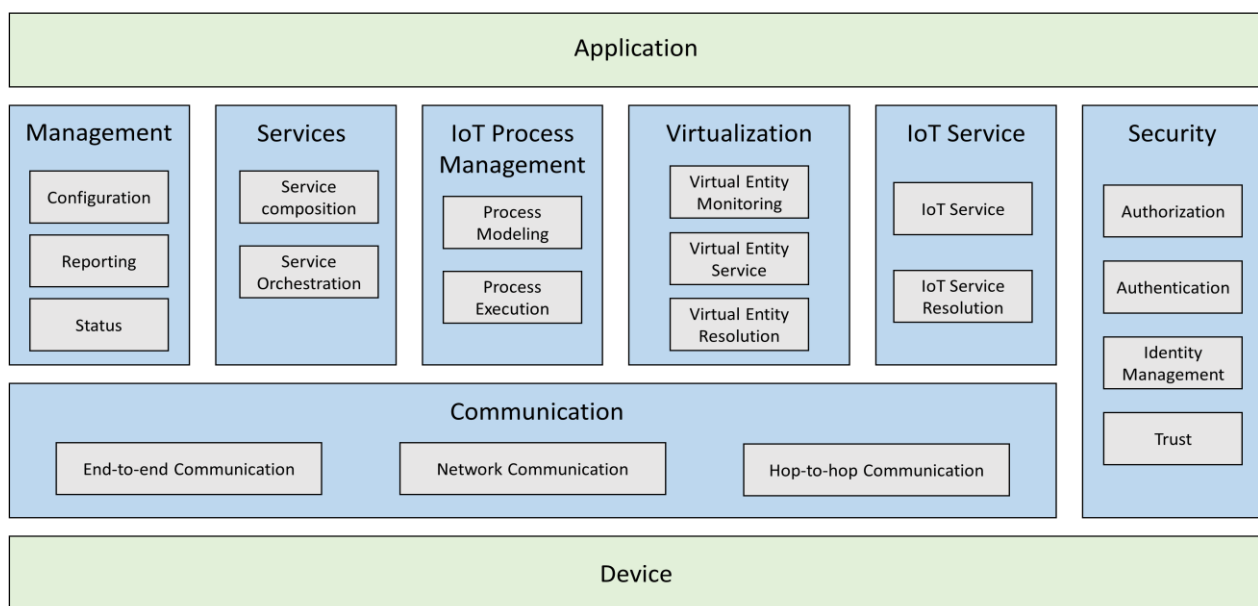 Application
Management
Configuration
Reporting
Status
Services
Service
composition
Service
Orchestration
IoT Process
Management
Process
Modeling
Process
Execution
Virtualization
Virtual Entity
Monitoring
Virtual Entity
Service
Virtual Entity
Resolution
IoT Service
IoT Service
IoT Service
Resolution
Security
Authorization
Authentication
Identity
Management
Trust
Communication
End-to-end Communication
Network Communication
Hop-to-hop Communication
Device